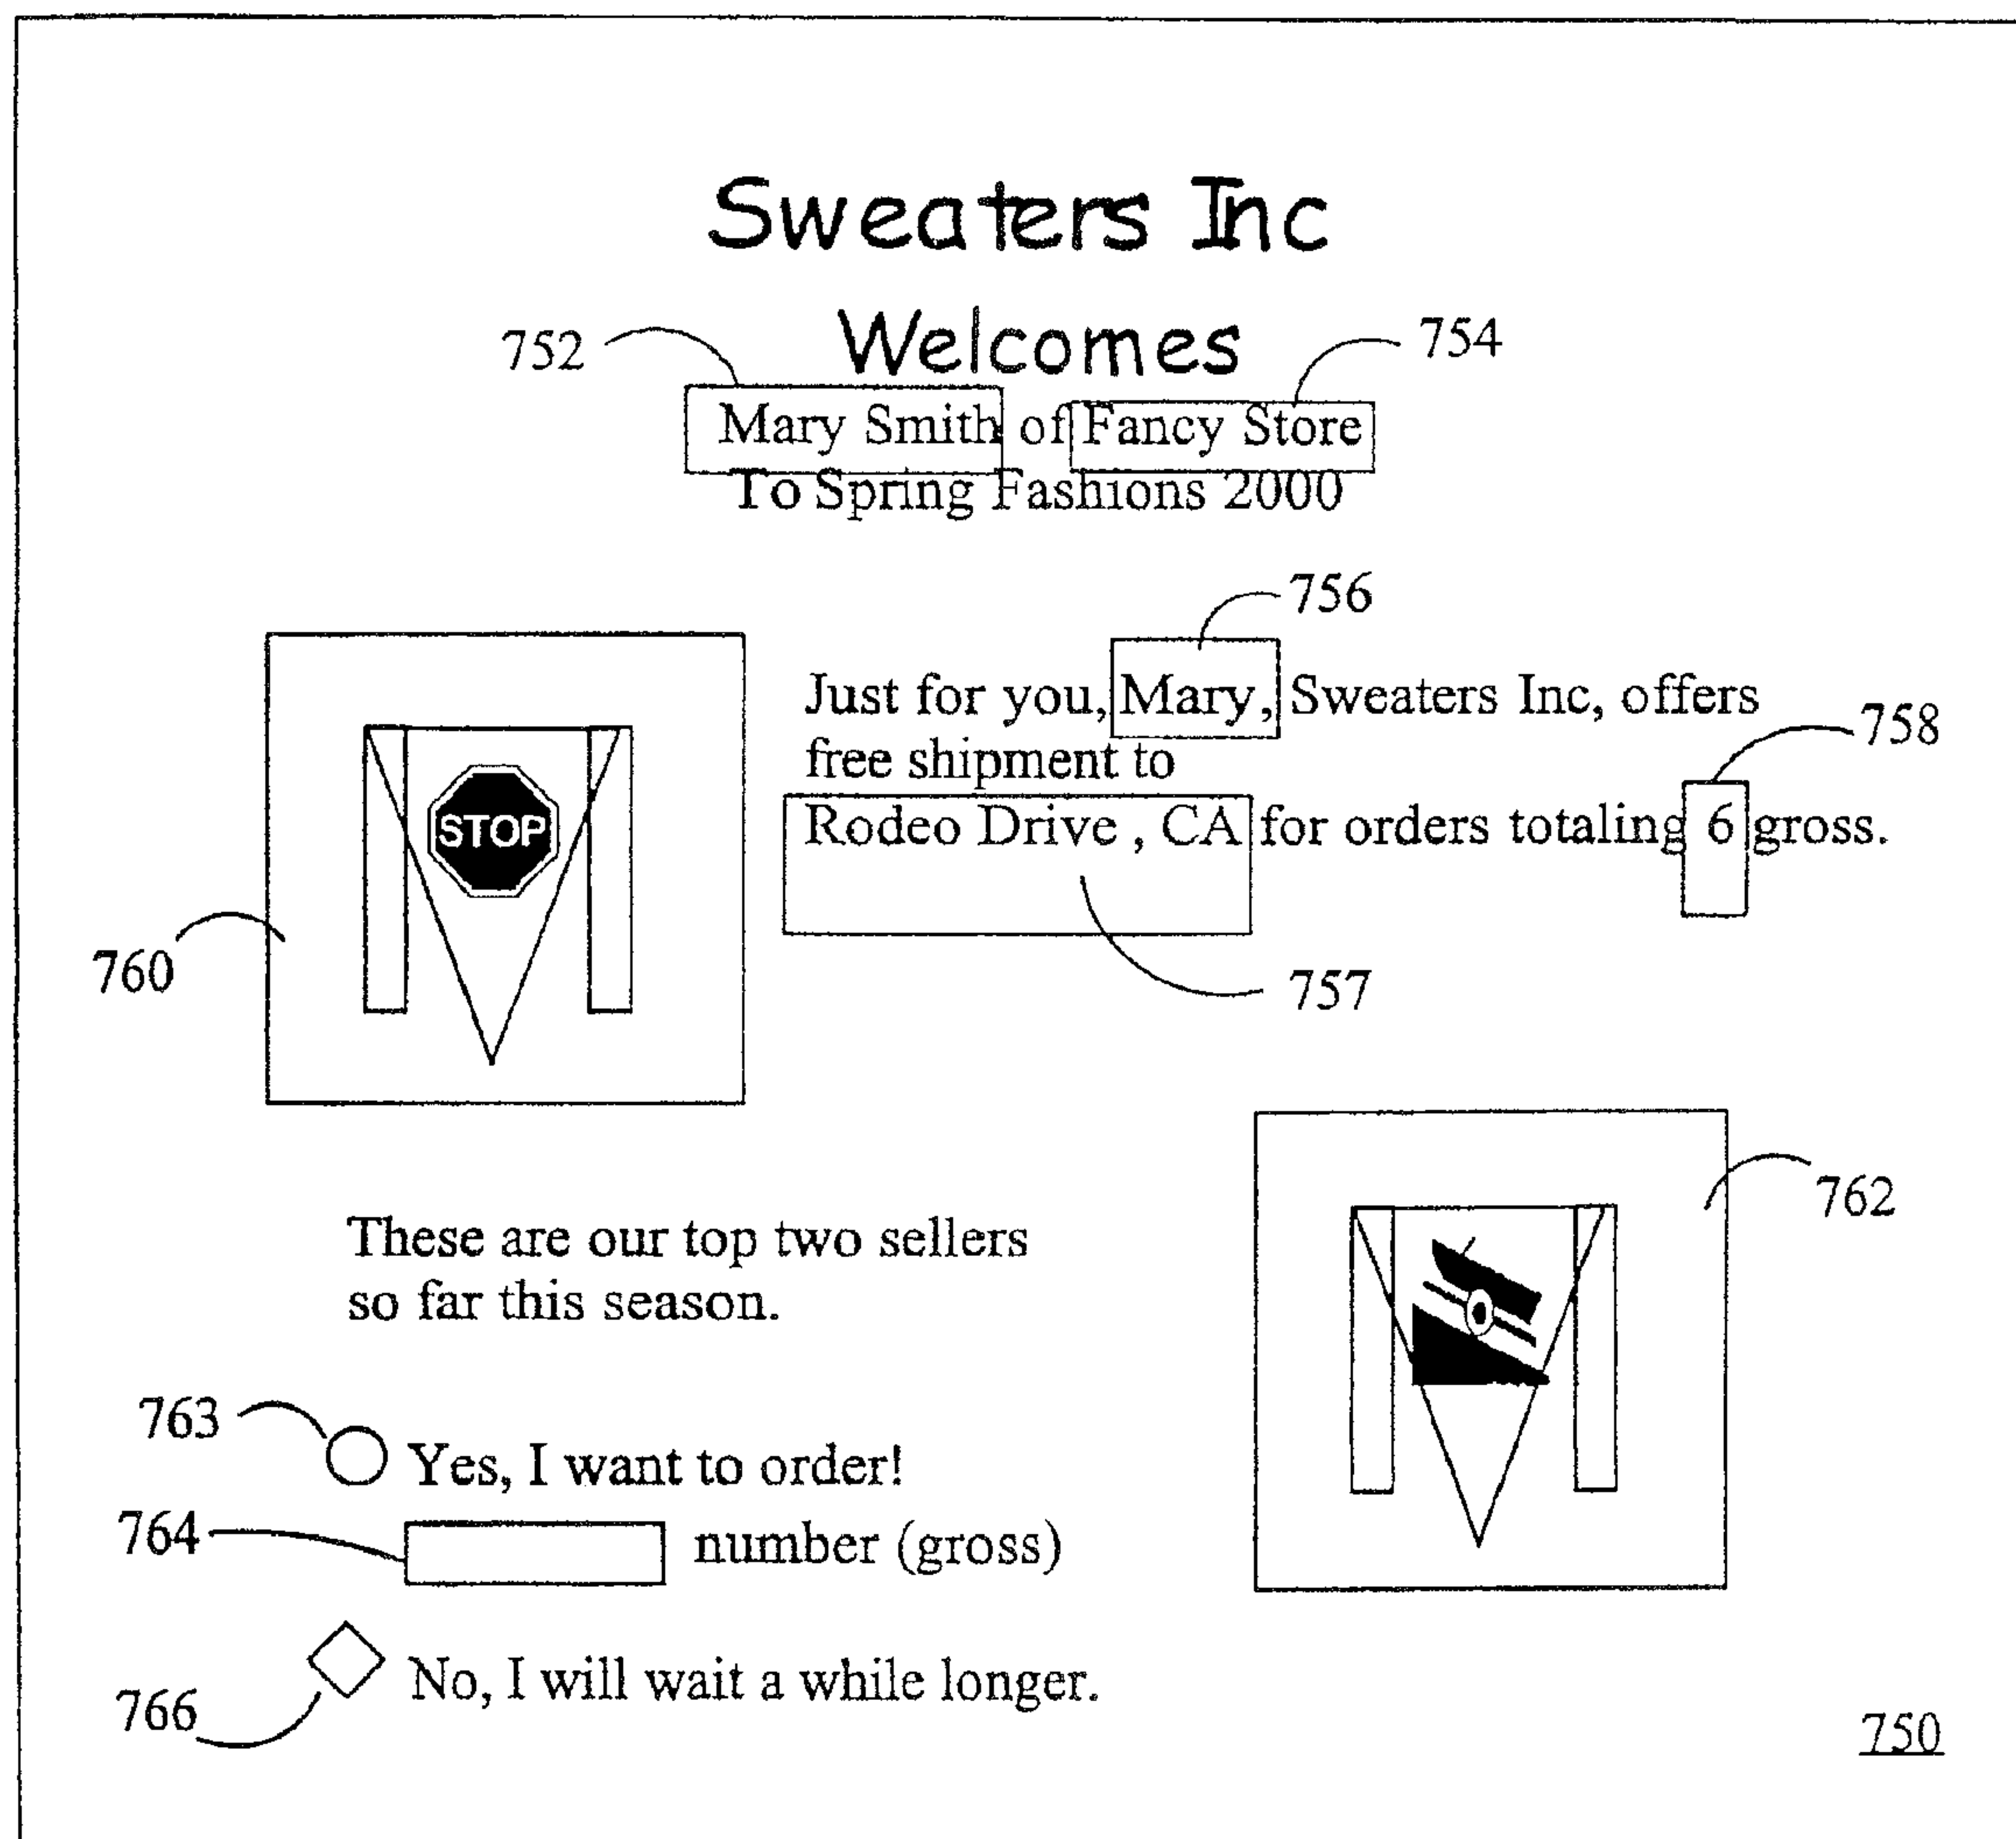 Sweaters Inc
752 Welcomes 754
Mary Smith of Fancy Store
To Spring Fashions 2000
756
Just for you, Mary, Sweaters Inc, offers
758
free shipment to
STOP
Rodeo Drive , CA for orders totaling 6 gross.
760
757
762
These are our top two sellers
so far this season.
763
Yes, I want to order!
764 number (gross)
No, I will wait a while longer.
766
750